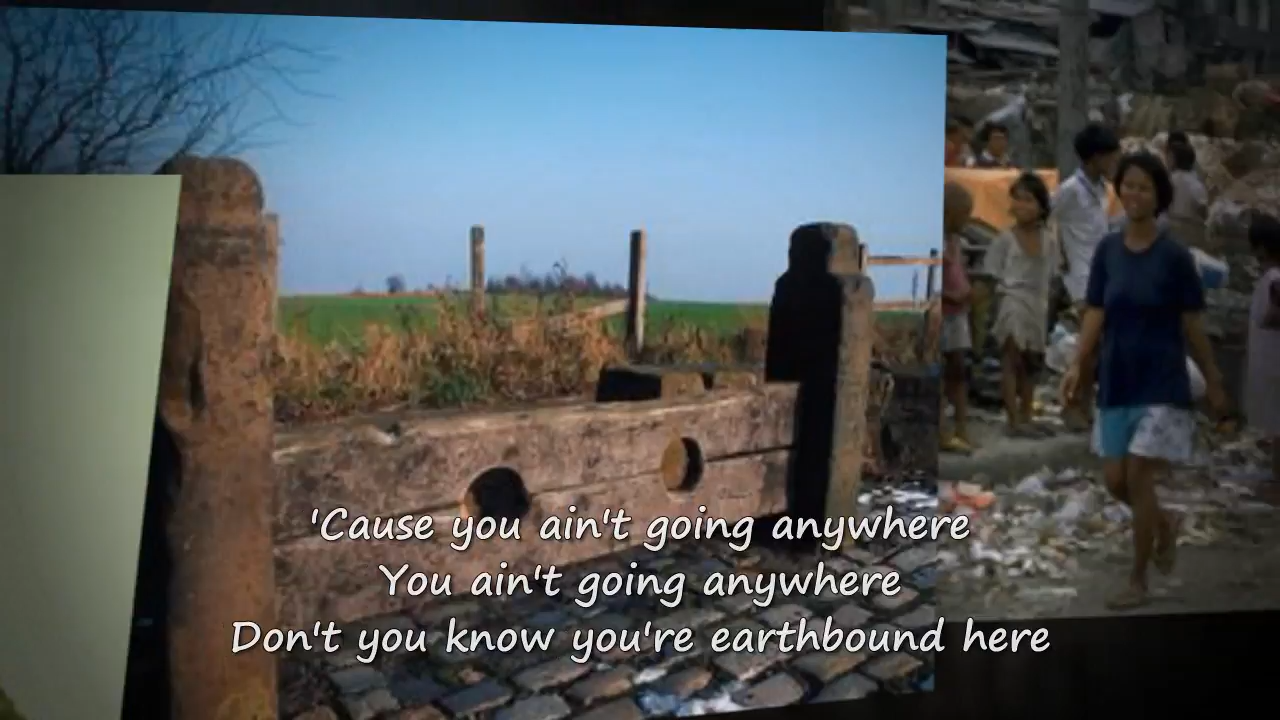 'Cause you ain't going anywhere
You ain't going anywhere
Don't you know you're earthbound here